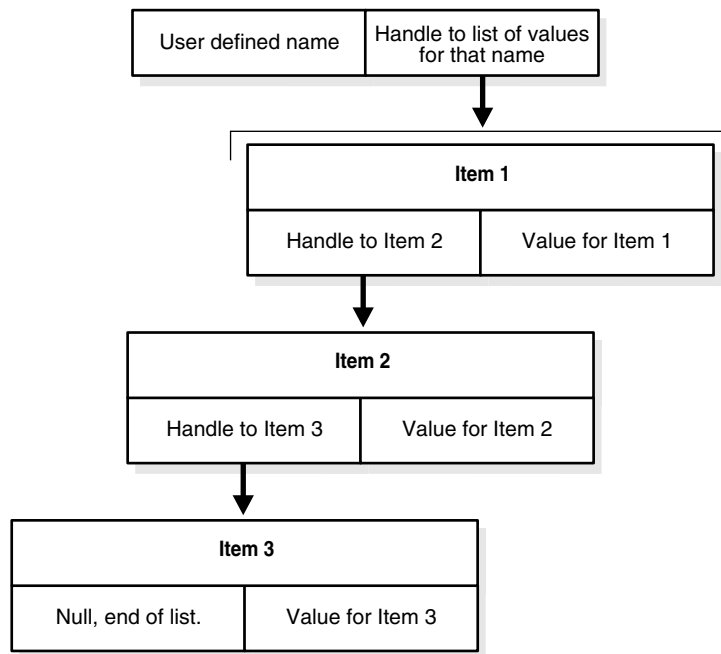 User defined name
Handle to list of values
for that name
Item 1
Handle to Item 2
Value for Item 1
Item 2
Handle to Item 3
Value for Item 2
Item 3
Null, end of list.
Value for Item 3